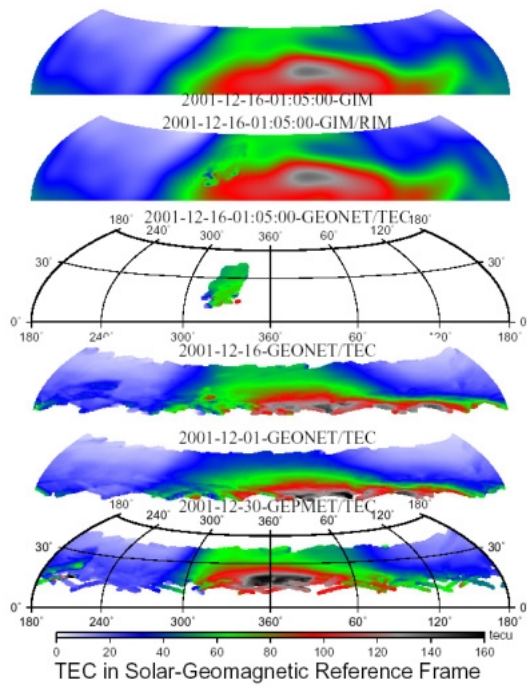 2001-12-16-01:05:00-GIM
2001-12-16-01:05:00-GIM/RIM
2001-12-16-01:05:00-GEONET/TEC
180° 240° 300° 360° 60° 120° 180°
30° 30°
0° 0°
180° 240° 300° 360° 60° 120° 180°
2001-12-16-GEONET/TEC
2001-12-01-GEONET/TEC
2001-12-30-GEPMET/TEC
180° 240° 300° 360° 60° 120° 180°
30° 30°
0° 0
180° 240° 300° 360° 60° 120° 180°
tecu
0 20 40 60 80 100 120 140 160
TEC in Solar-Geomagnetic Reference Frame